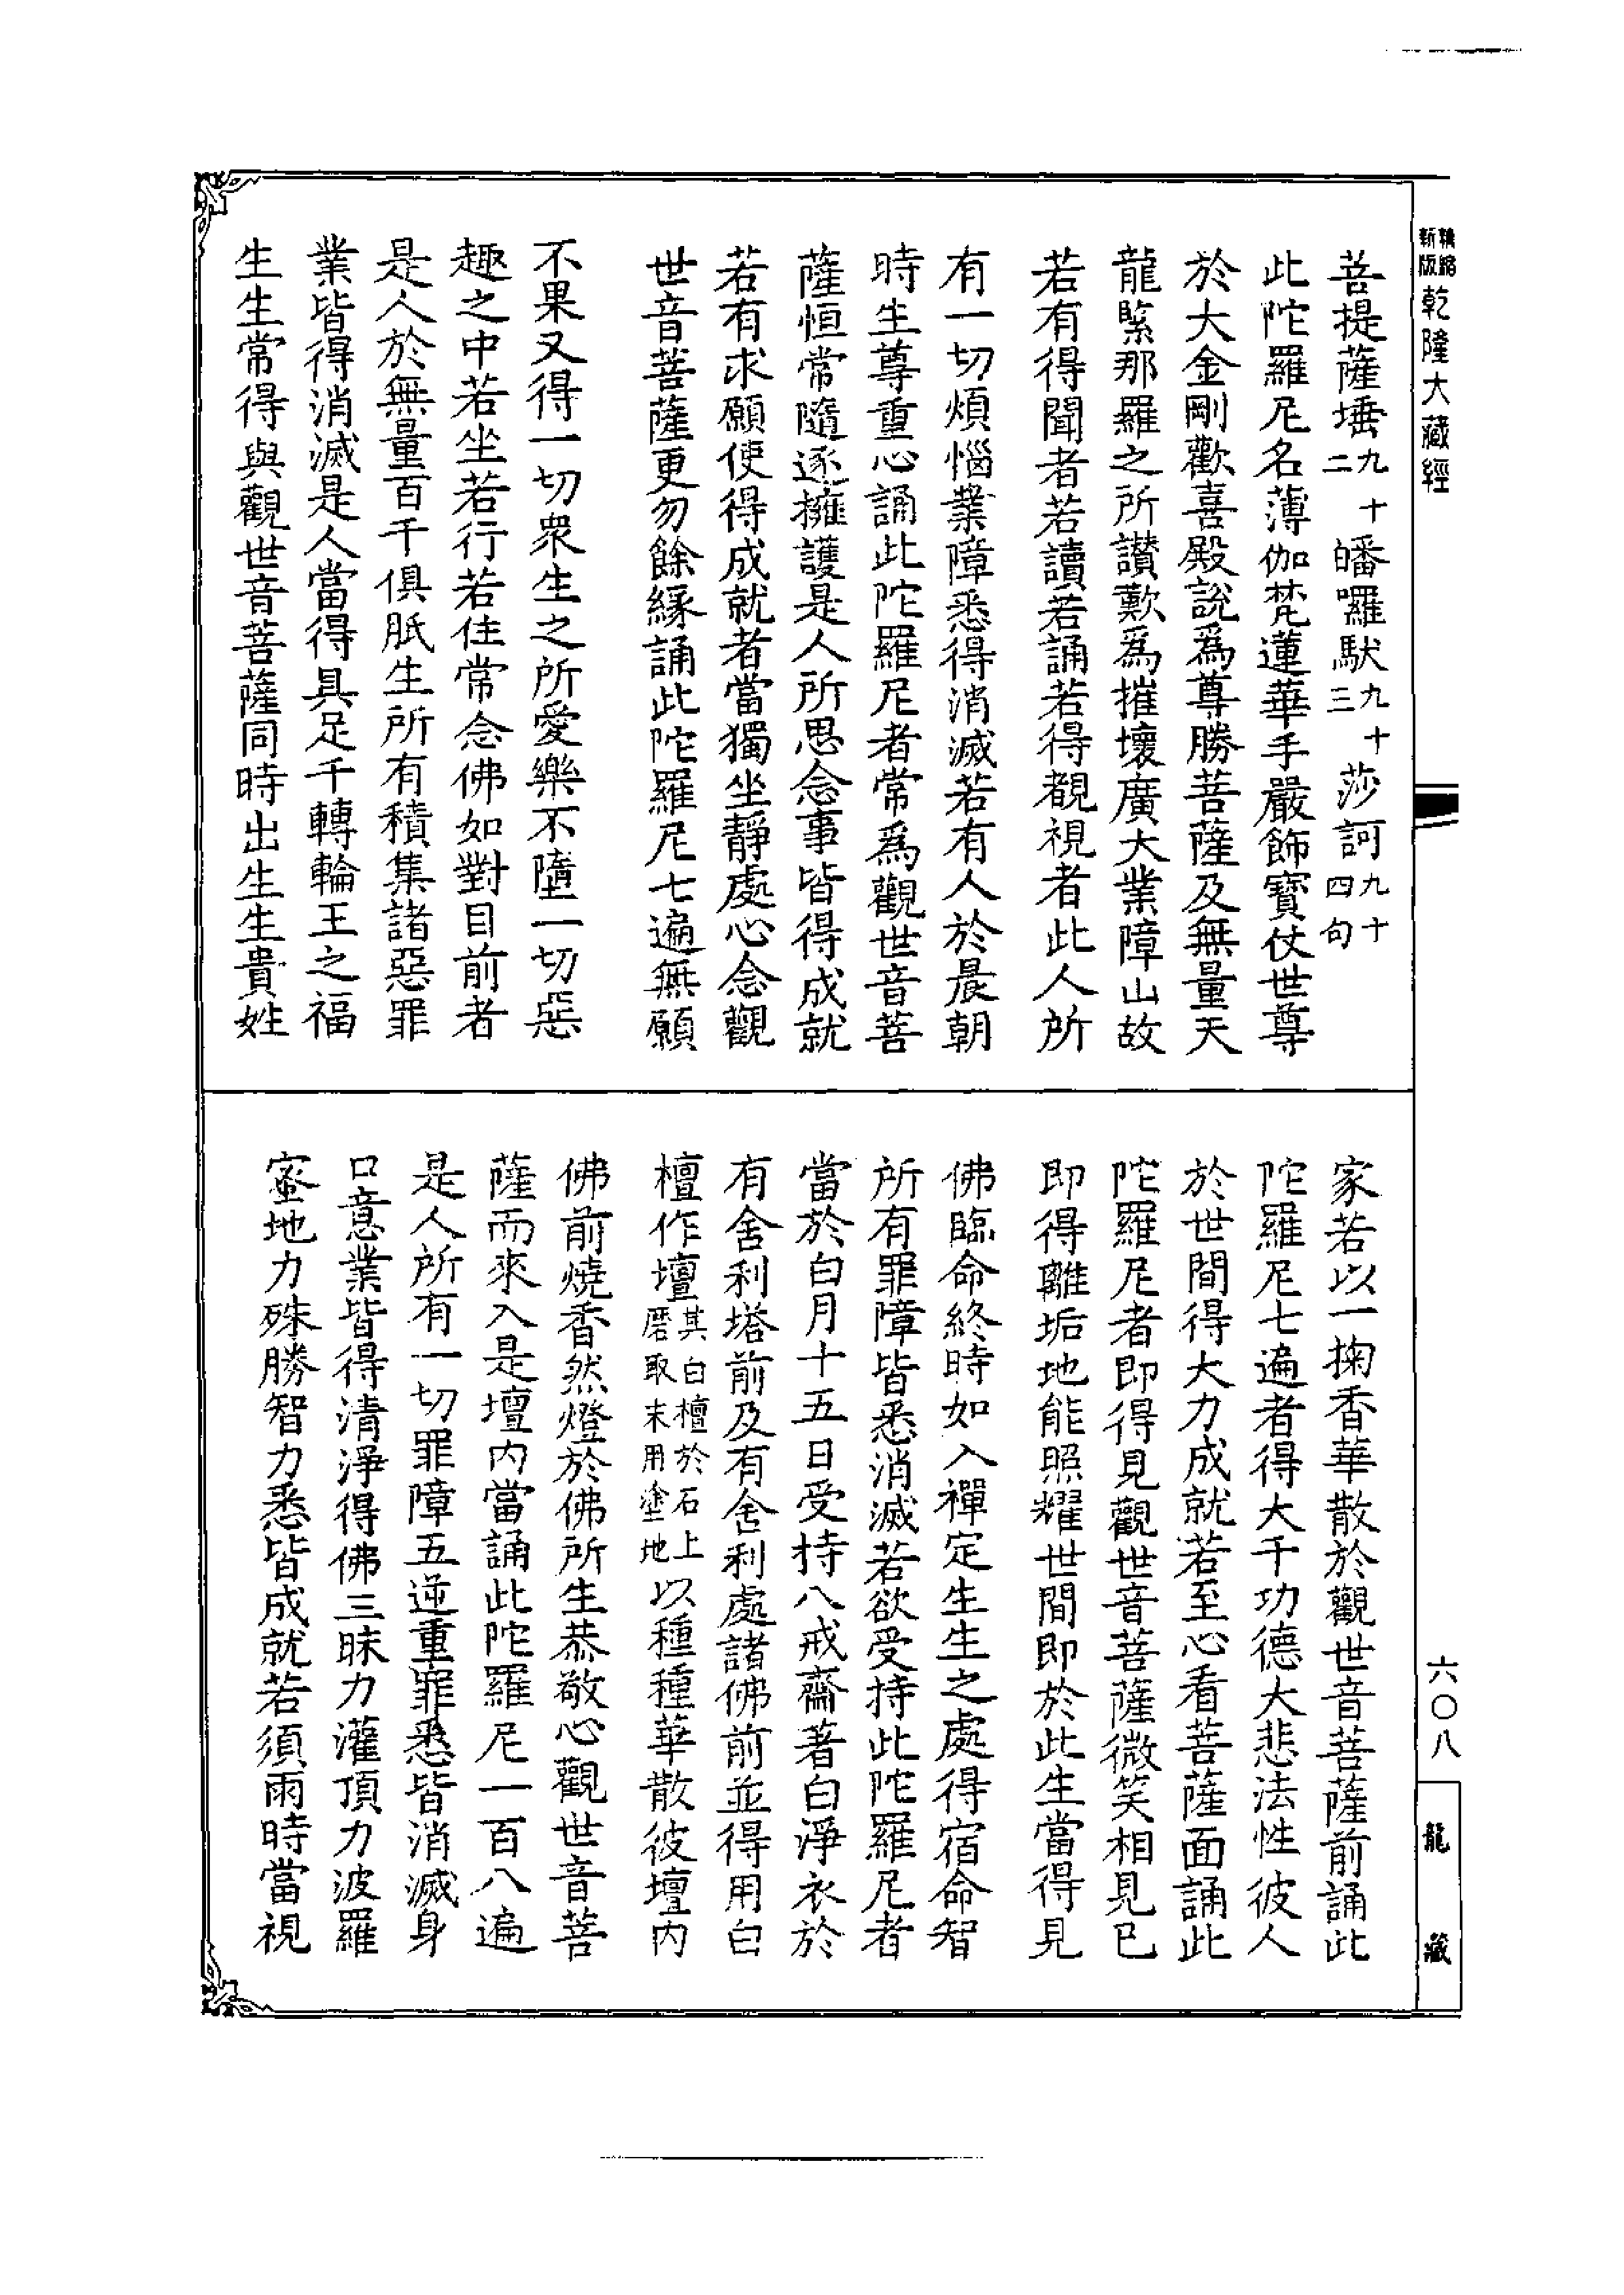 精縮新版乾隆大藏經
菩提薩埵九十二皤囉馱九十三莎訶九十四句
此陀羅尼名薄伽梵蓮華手嚴飾寶仗世尊
於大金剛歡喜殿說為尊勝菩薩及無量天
龍緊那羅之所讃歎為摧壞廣大業障山故
若有得聞者若讀若誦若得覩視者此人所
有一切煩惱業障悉得消滅若有人於晨朝
時生尊重心誦此陀羅尼者常為觀世音菩
薩恒常隨逐擁護是人所思念事皆得成就
若有求願使得成就者當獨坐靜處心念觀
世音菩薩更勿餘緣誦此陀羅尼七遍無願
不果又得一切衆生之所愛樂不墮一切惡
趣之中若坐若行若住常念佛如對目前者
是人於無量百千俱胝生所有積集諸惡罪
業皆得消滅是人當得具足千轉輪王之福
生生常得與觀世音菩薩同時出生生貴姓
家若以一掬香華散於觀世音菩薩前誦此
陀羅尼七遍者得大千功德大悲法性彼人
於世間得大力成就若至心看菩薩面誦此
陀羅尼者即得見觀世音菩薩微笑相見已
即得離垢地能照耀世間即於此生當得見
佛臨命終時如入禪定生生之處得宿命智
所有罪障皆悉消滅若欲受持此陀羅尼者
當於白月十五日受持八戒齋著白淨衣於
有舍利塔前及有舍利處諸佛前並得用白
檀作壇其白檀於石上磨取末用塗地以種種華散彼壇內
佛前燒香然燈於佛所生恭敬心觀世音菩
薩而來入是壇內當誦此陀羅尼一百八遍
是人所有一切罪障五逆重罪悉皆消滅身
口意業皆得清淨得佛三昧力灌頂力波羅
蜜地力殊勝智力悉皆成就若須雨時當視
六〇八
龍藏